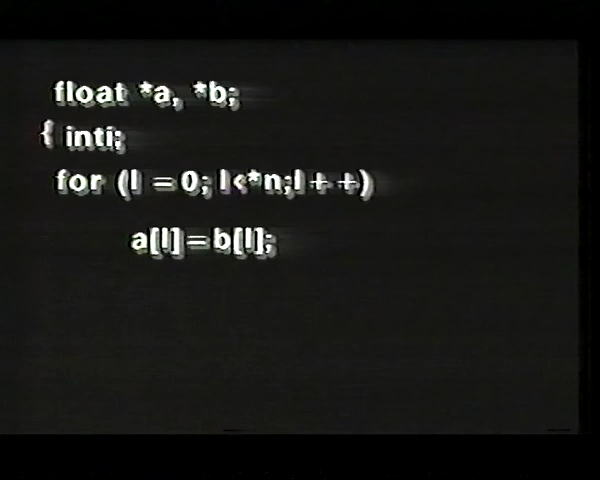 float *a, *b;
{ inti;
for (l = 0; l<*n;l + +)
a[l] = b[l];